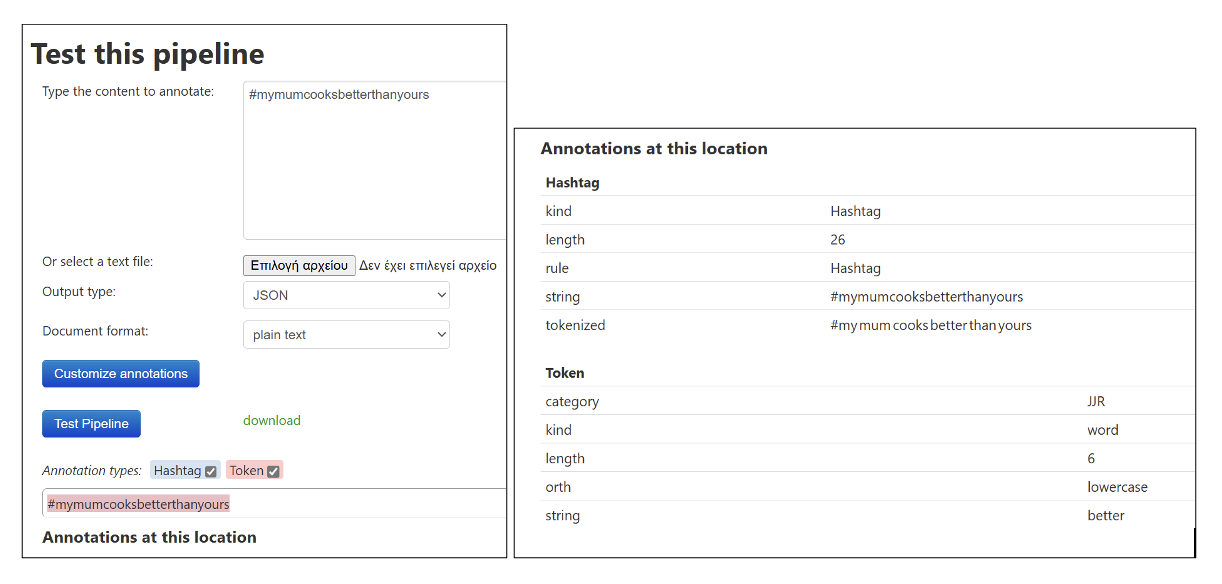 Test this pipeline
Type the content to annotate:
#mymumcooksbetterthanyours
Or select a text file:
Επιλογή αρχείου Δεν έχει επιλεγεί αρχείο
Output type:
JSON
Document format:
plain text
Customize annotations
Test Pipeline
download
Annotation types: Hashtag Token
#mymumcooksbetterthanyours
Annotations at this location
Annotations at this location
Hashtag
kind Hashtag
length 26
rule Hashtag
string #mymumcooksbetterthanyours
tokenized #my mum cooks better than yours
Token
category JJR
kind word
length 6
orth lowercase
string better